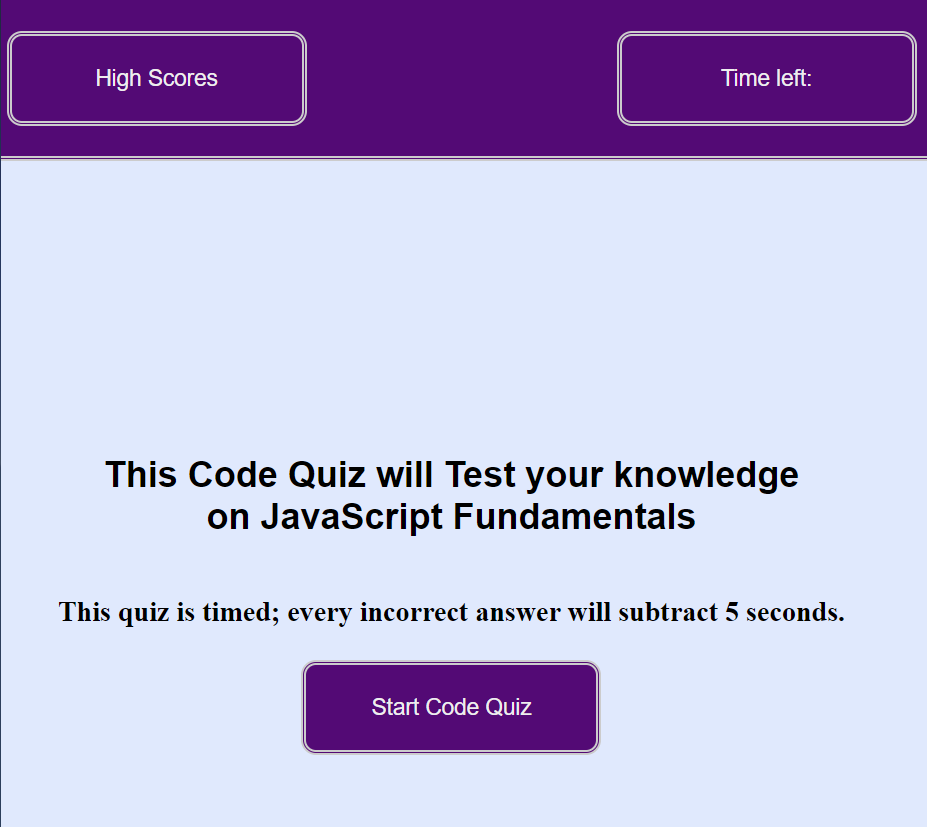 High Scores
Time left:
This Code Quiz will Test your knowledge
on JavaScript Fundamentals
This quiz is timed; every incorrect answer will subtract 5 seconds.
Start Code Quiz